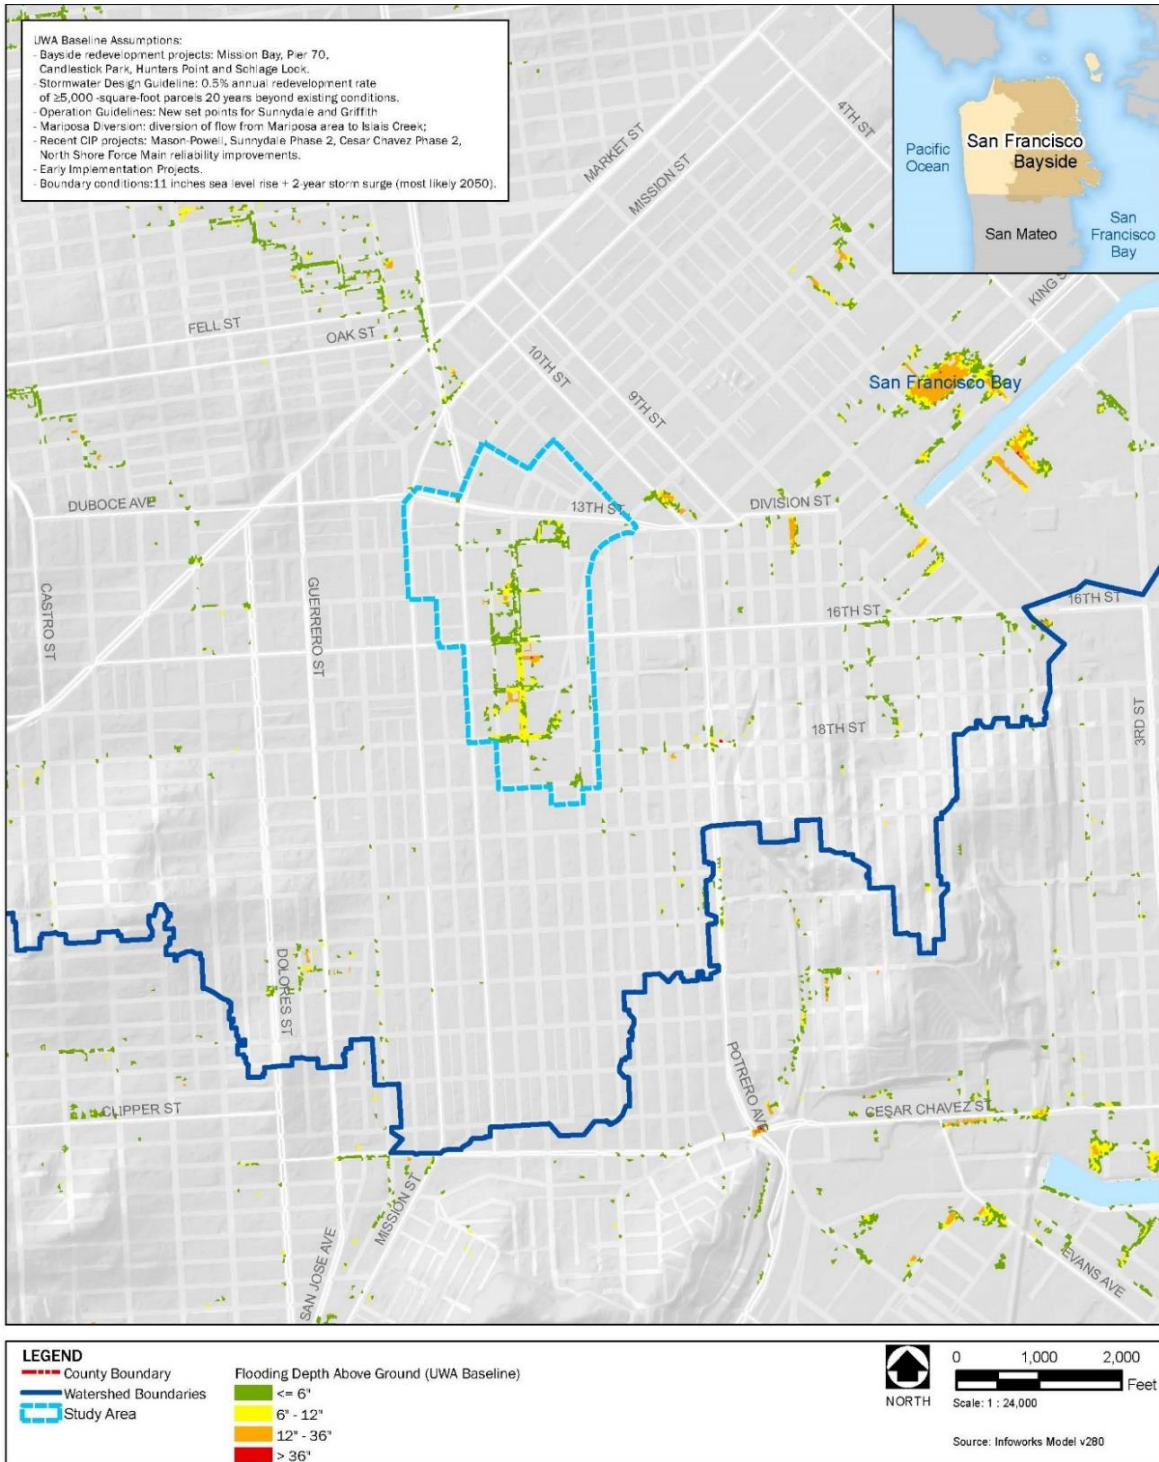 UWA Baseline Assumptions:
- Bayside redevelopment projects: Mission Bay, Pier 70,
Candlestick Park, Hunters Point and Schlage Lock.
- Stormwater Design Guideline: 0.5% annual redevelopment rate
of ≥5,000 -square-foot parcels 20 years beyond existing conditions.
- Operation Guidelines: New set points for Sunnydale and Griffith
- Mariposa Diversion: diversion of flow from Mariposa area to Islais Creek;
- Recent CIP projects: Mason-Powell, Sunnydale Phase 2, Cesar Chavez Phase 2,
North Shore Force Main reliability improvements.
- Early Implementation Projects.
- Boundary conditions:11 inches sea level rise + 2-year storm surge (most likely 2050).
Pacific
Ocean
San Francisco
Bayside
San Mateo
San
Francisco
Bay
4TH ST
MARKET ST
MISSION ST
KING S
FELL ST
OAK ST
10TH ST
9TH ST
San Francisco Bay
DUBOCE AVE
13TH ST
DIVISION ST
CASTRO ST
GUERRERO ST
16TH ST
16TH ST
18TH ST
3RD ST
DOLORES ST
POTRERO AVE
CLIPPER ST
CESAR CHAVEZ ST
MISSION ST
SAN JOSE AVE
EVANS AVE
LEGEND
County Boundary
Watershed Boundaries
Study Area
Flooding Depth Above Ground (UWA Baseline)
<= 6"
6" - 12"
12" - 36"
> 36"
NORTH
0 1,000 2,000
Feet
Scale: 1 : 24,000
Source: Infoworks Model v280